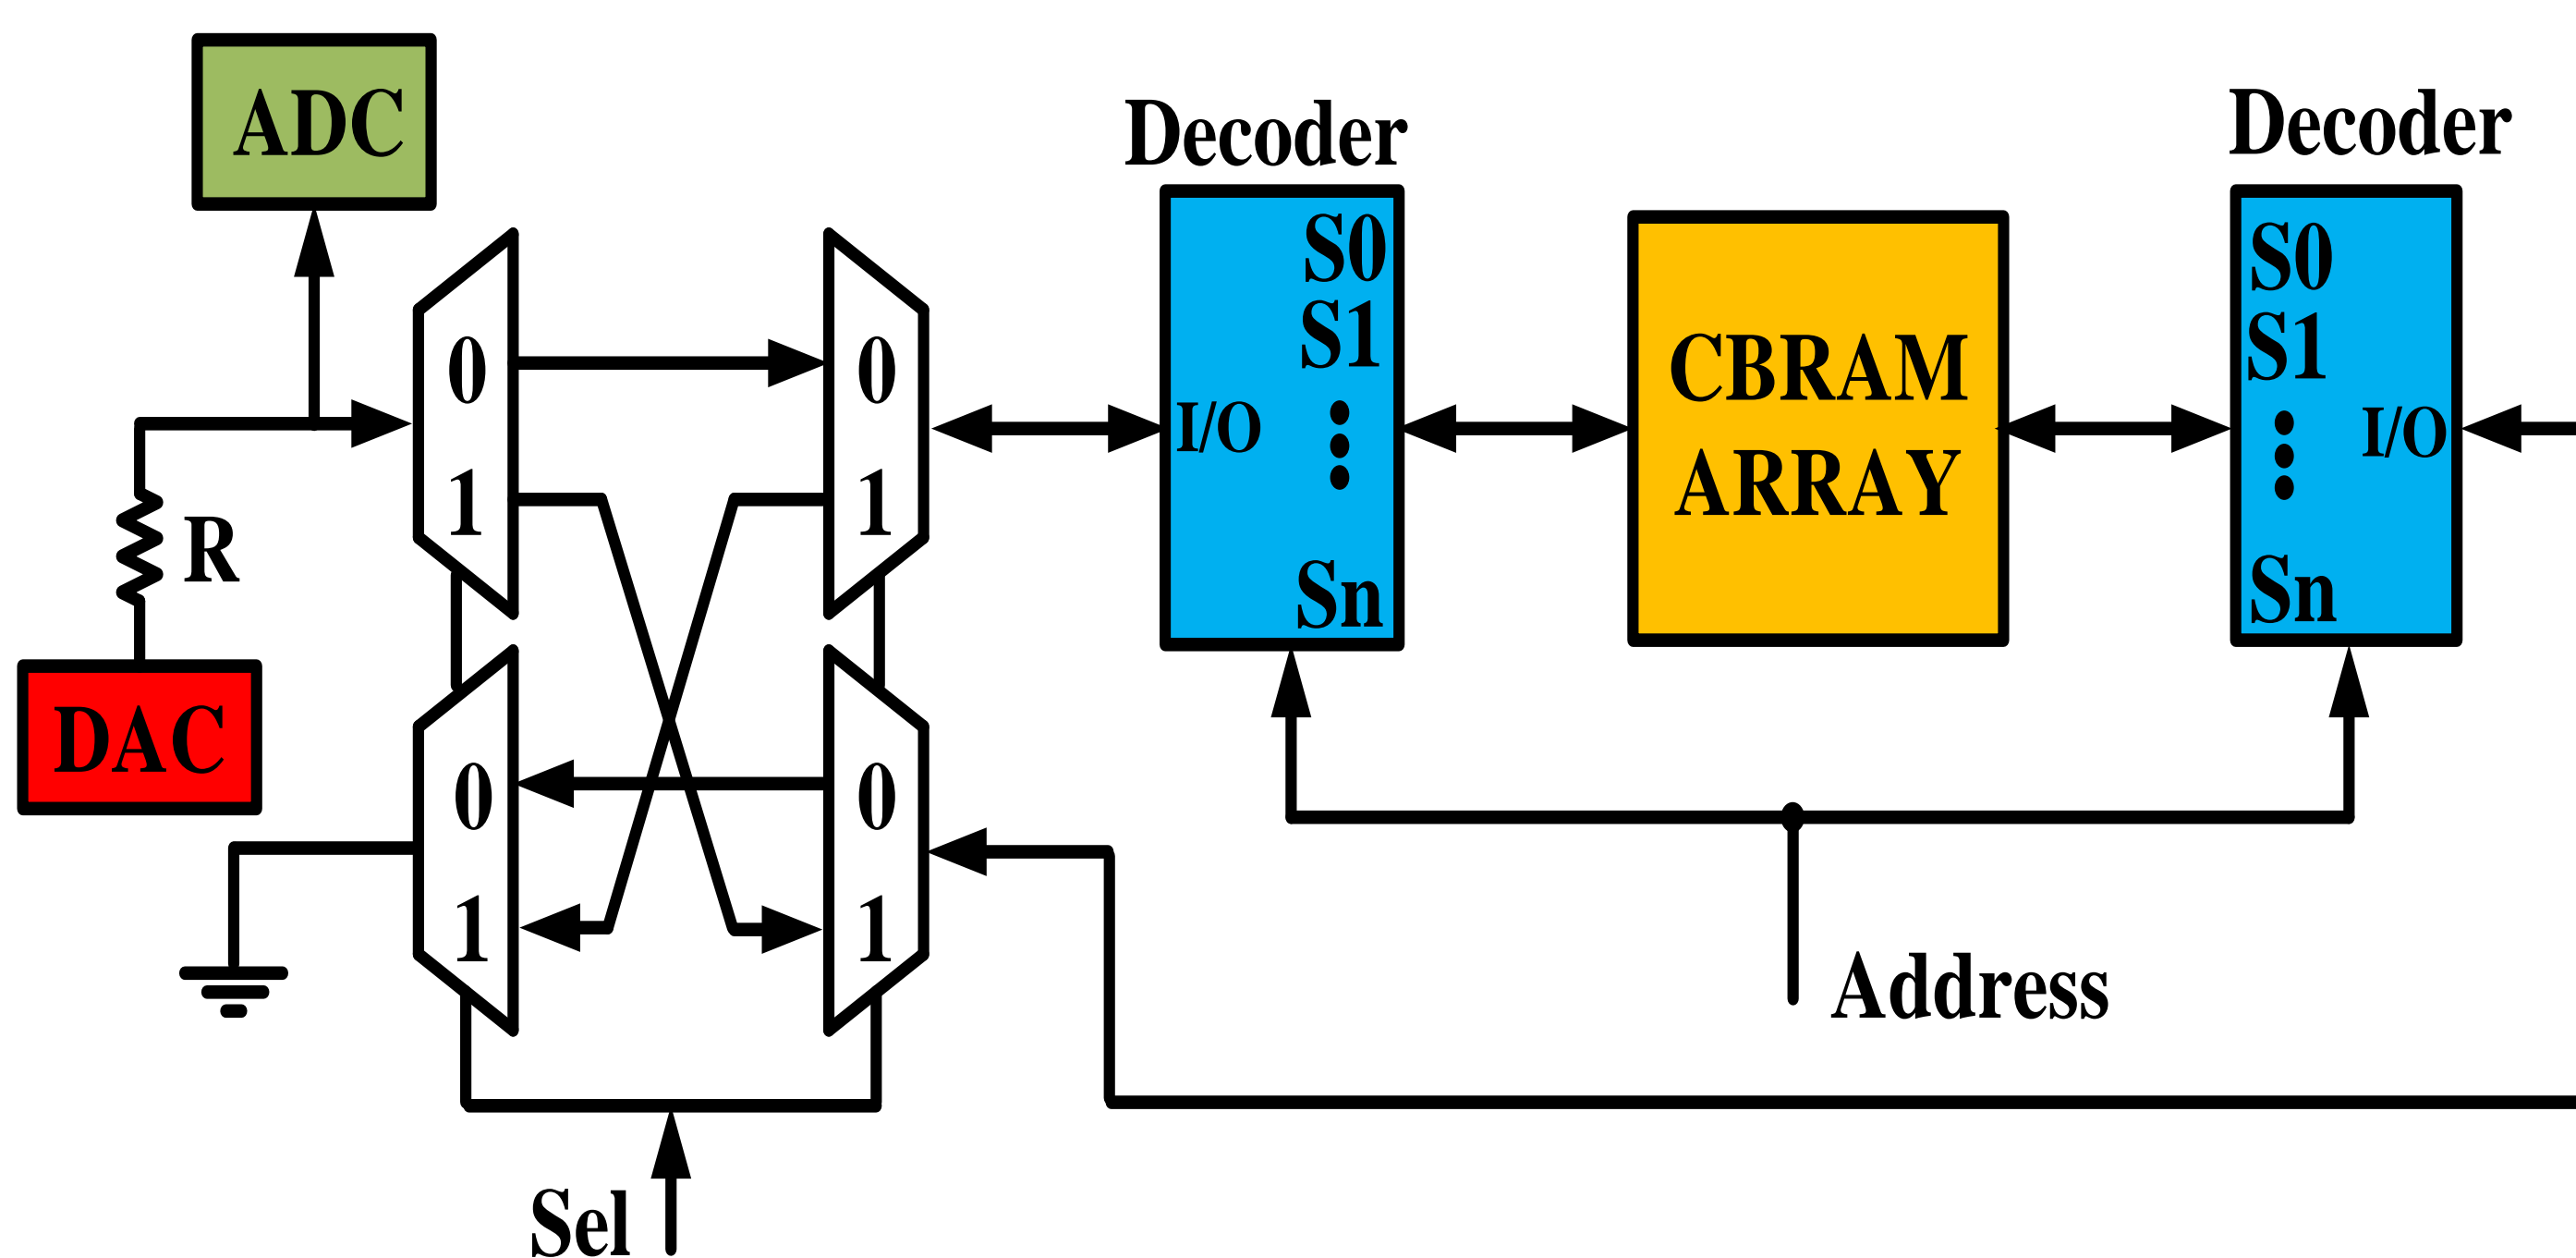 ADC
Decoder
Decoder
S0
S1
I/O
Sn
CBRAM
ARRAY
S0
S1
I/O
Sn
0
1
0
1
R
DAC
0
1
0
1
Address
Sel